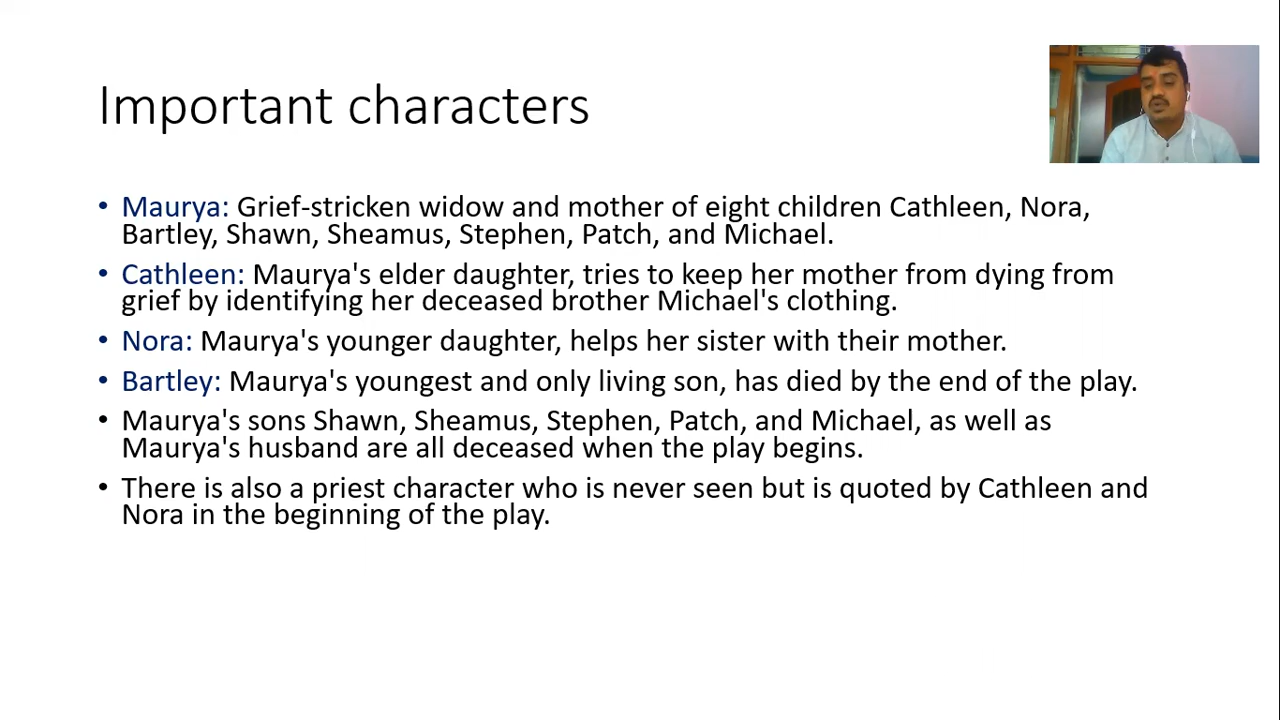 Important characters
• Maurya: Grief-stricken widow and mother of eight children Cathleen, Nora,
Bartley, Shawn, Sheamus, Stephen, Patch, and Michael.
• Cathleen: Maurya's elder daughter, tries to keep her mother from dying from
grief by identifying her deceased brother Michael's clothing.
• Nora: Maurya's younger daughter, helps her sister with their mother.
• Bartley: Maurya's youngest and only living son, has died by the end of the play.
• Maurya's sons Shawn, Sheamus, Stephen, Patch, and Michael, as well as
Maurya's husband are all deceased when the play begins.
• There is also a priest character who is never seen but is quoted by Cathleen and
Nora in the beginning of the play.